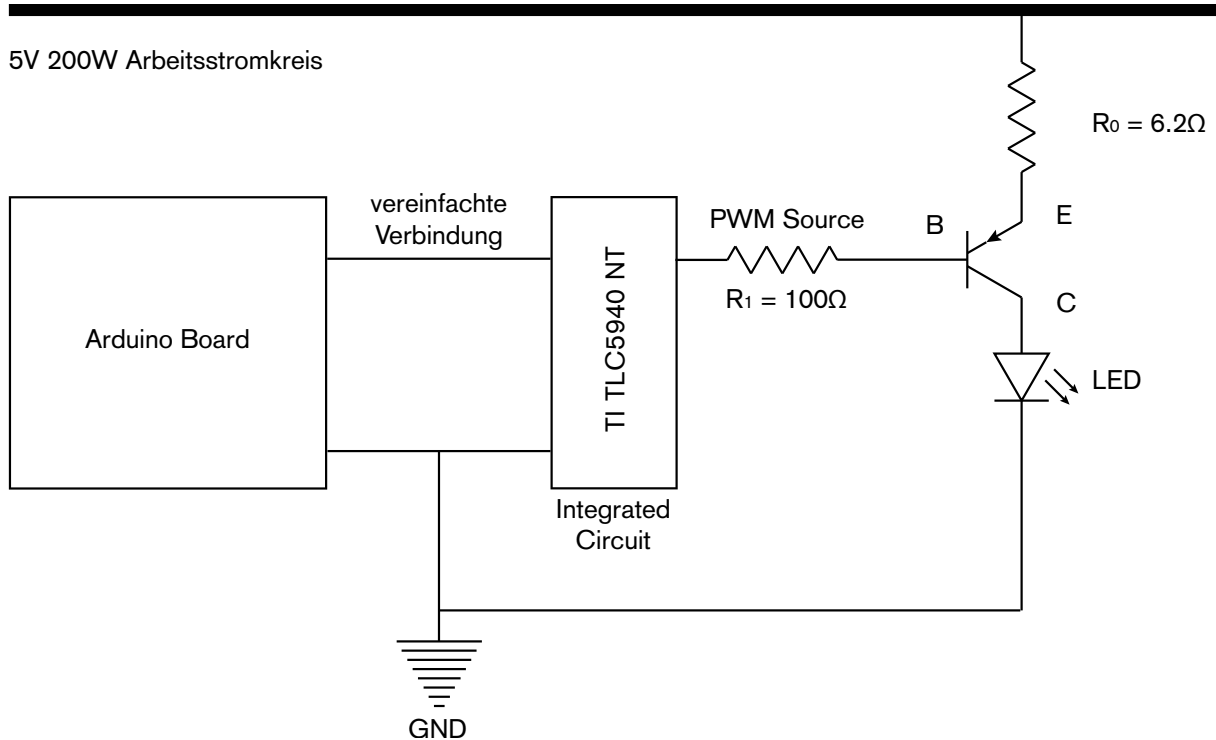 5V 200W Arbeitsstromkreis
R₀ = 6.2Ω
vereinfachte
Verbindung
PWM Source
B
E
Arduino Board
TI TLC5940 NT
R₁ = 100Ω
C
LED
Integrated
Circuit
GND